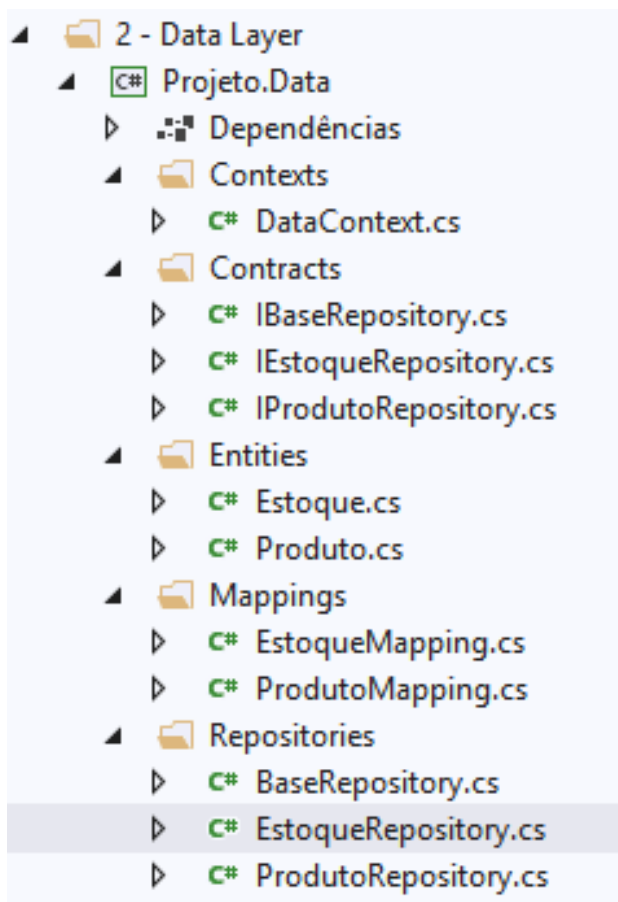 2 - Data Layer
C# Projeto.Data
Dependências
Contexts
C# DataContext.cs
Contracts
C# IBaseRepository.cs
C# IEstoqueRepository.cs
C# IProdutoRepository.cs
Entities
C# Estoque.cs
C# Produto.cs
Mappings
C# EstoqueMapping.cs
C# ProdutoMapping.cs
Repositories
C# BaseRepository.cs
C# EstoqueRepository.cs
C# ProdutoRepository.cs